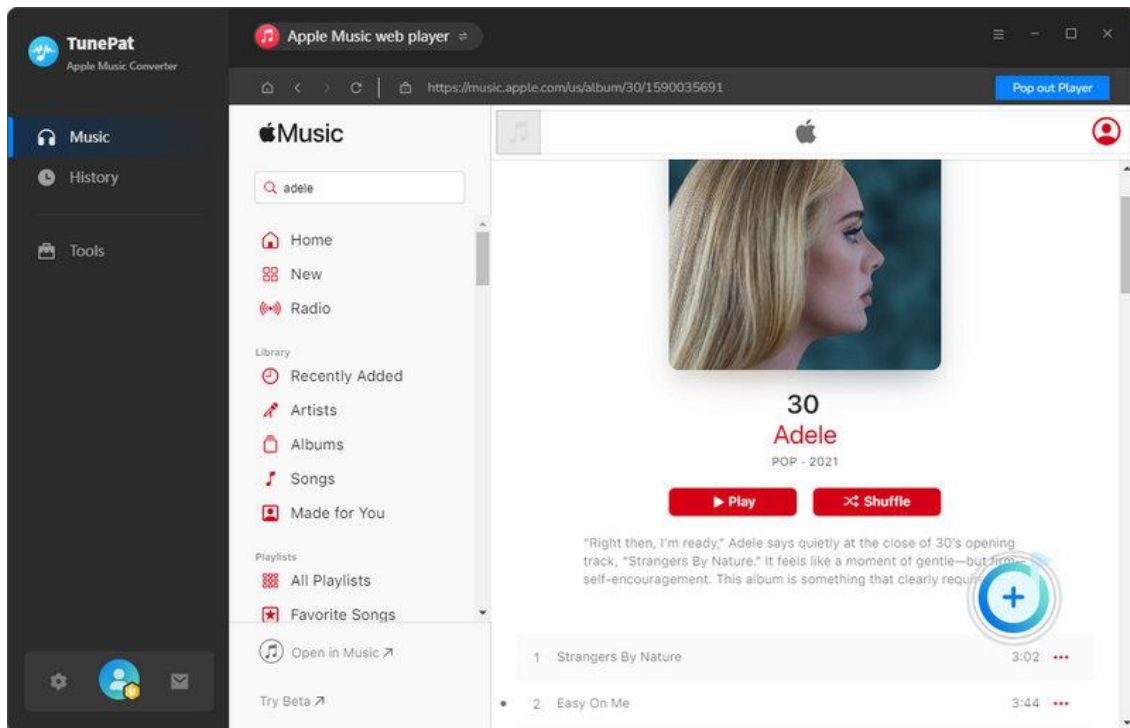 TunePat
Apple Music Converter
Music
History
Tools
Apple Music web player
https://music.apple.com/us/album/30/1590035691
Pop out Player
Music
adele
Home
New
Radio
Library
Recently Added
Artists
Albums
Songs
Made for You
Playlists
All Playlists
Favorite Songs
Open in Music
Try Beta
30
Adele
POP · 2021
Play
Shuffle
"Right then, I'm ready," Adele says quietly at the close of 30's opening
track, "Strangers By Nature." It feels like a moment of gentle—but firm—
self-encouragement. This album is something that clearly
1 Strangers By Nature 3:02
2 Easy On Me 3:44